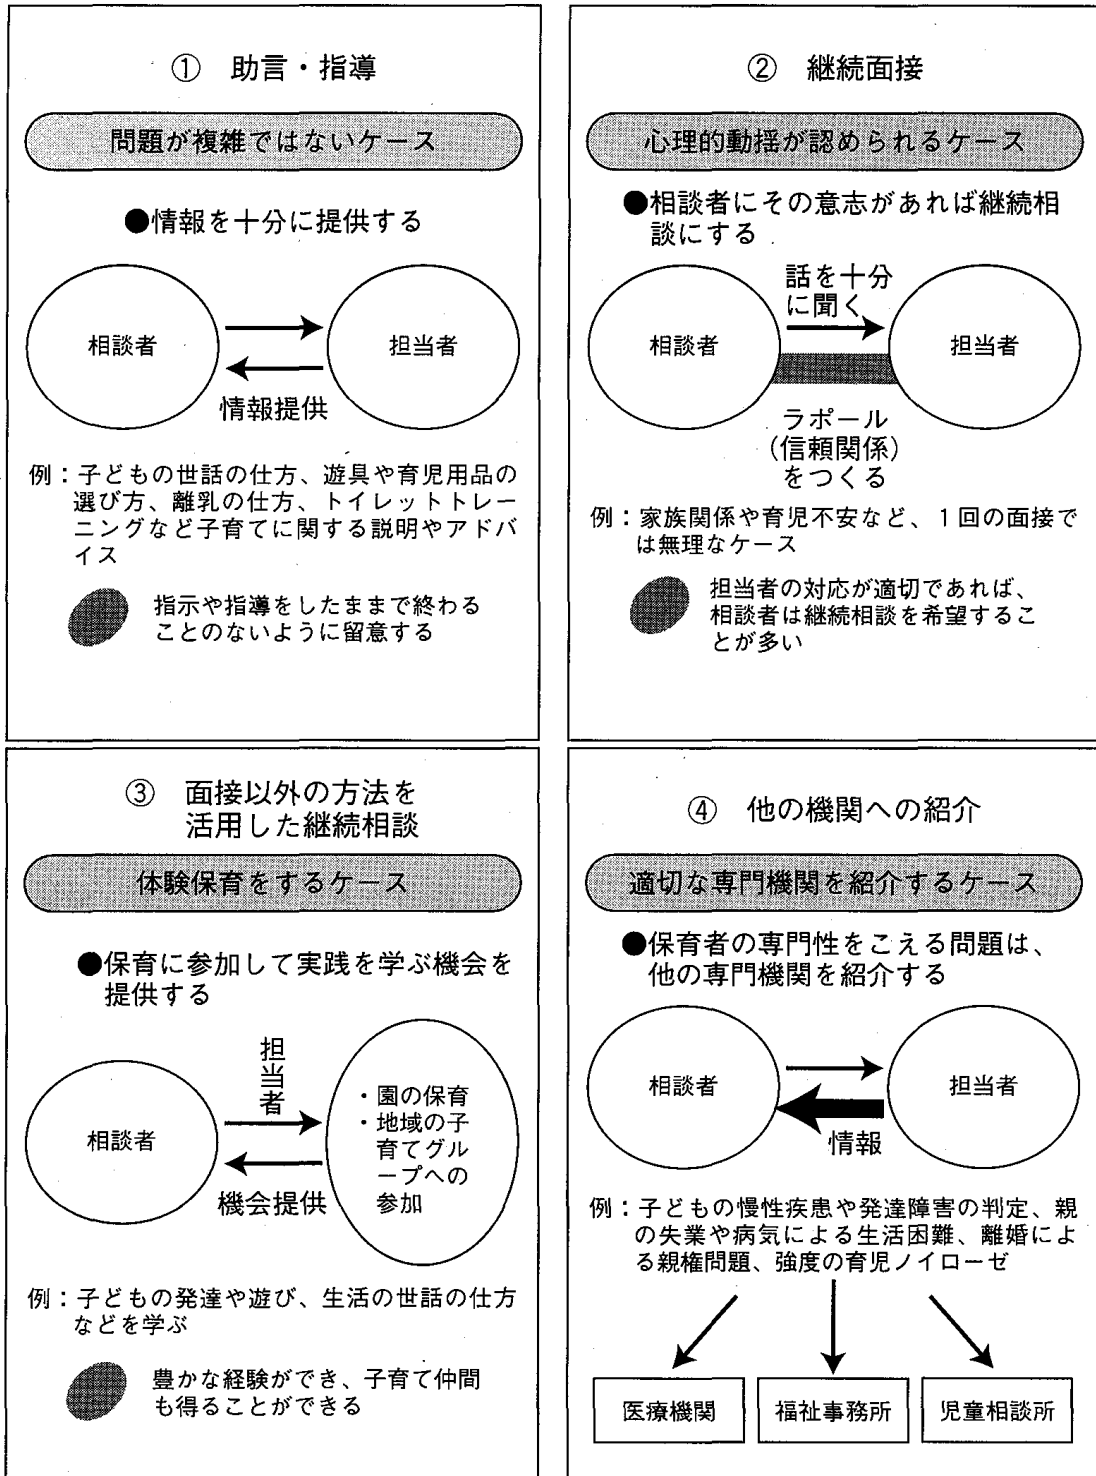 ① 助言・指導
問題が複雑ではないケース
●情報を十分に提供する
相談者
担当者
情報提供
例：子どもの世話の仕方、遊具や育児用品の
選び方、離乳の仕方、トイレットトレー
ニングなど子育てに関する説明やアドバ
イス
指示や指導をしたままで終わる
ことのないように留意する
② 継続面接
心理的動揺が認められるケース
●相談者にその意志があれば継続相
談にする
話を十分
に聞く
相談者
担当者
ラポール
（信頼関係）
をつくる
例：家族関係や育児不安など、１回の面接で
は無理なケース
担当者の対応が適切であれば、
相談者は継続相談を希望するこ
とが多い
③ 面接以外の方法を
活用した継続相談
体験保育をするケース
●保育に参加して実践を学ぶ機会を
提供する
相談者
担当者
機会提供
・園の保育
・地域の子
育てグル
ープへの
参加
例：子どもの発達や遊び、生活の世話の仕方
などを学ぶ
豊かな経験ができ、子育て仲間
も得ることができる
④ 他の機関への紹介
適切な専門機関を紹介するケース
●保育者の専門性をこえる問題は、
他の専門機関を紹介する
相談者
担当者
情報
例：子どもの慢性疾患や発達障害の判定、親
の失業や病気による生活困難、離婚によ
る親権問題、強度の育児ノイローゼ
医療機関
福祉事務所
児童相談所